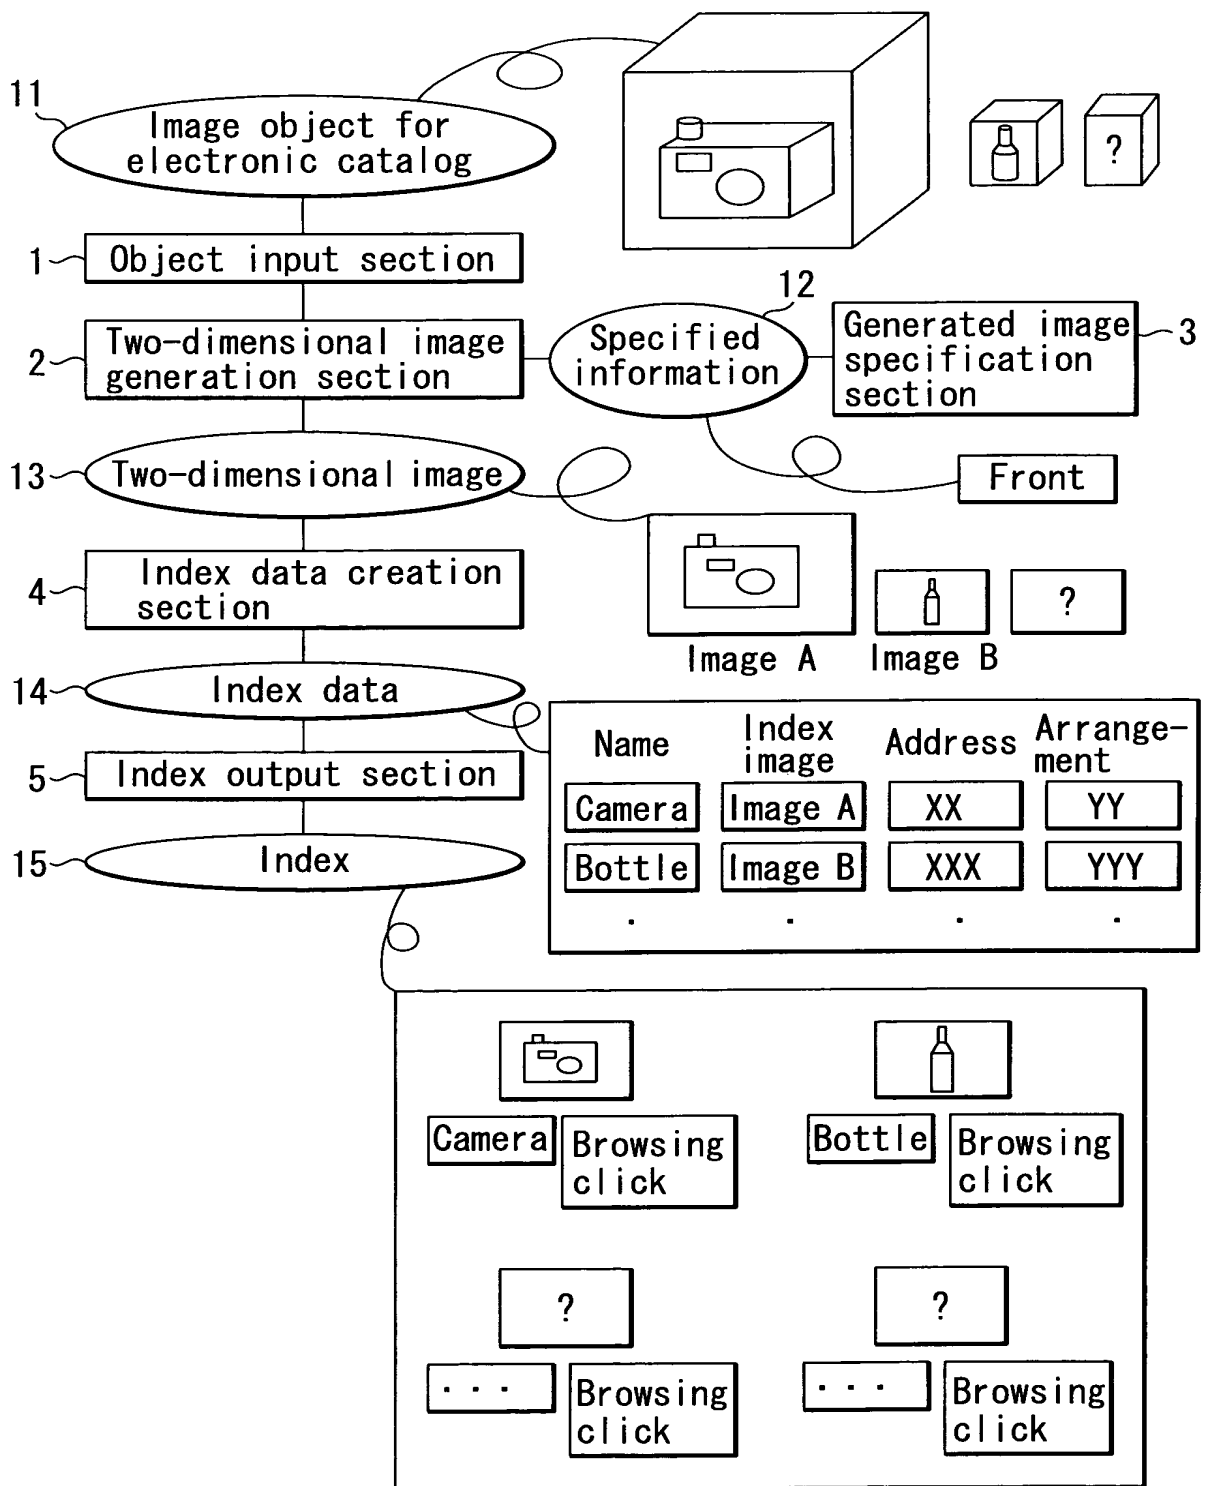 11
Image object for
electronic catalog
?
1
Object input section
12
2
Two-dimensional image
generation section
Specified
information
Generated image
specification
section
3
13
Two-dimensional image
Front
4
Index data creation
section
?
Image A
Image B
14
Index data
5
Index output section
15
Index
Name
Index
image
Address
Arrange-
ment
Camera
Image A
XX
YY
Bottle
Image B
XXX
YYY
. . . .
Camera
Browsing
click
Bottle
Browsing
click
?
?
...
Browsing
click
...
Browsing
click